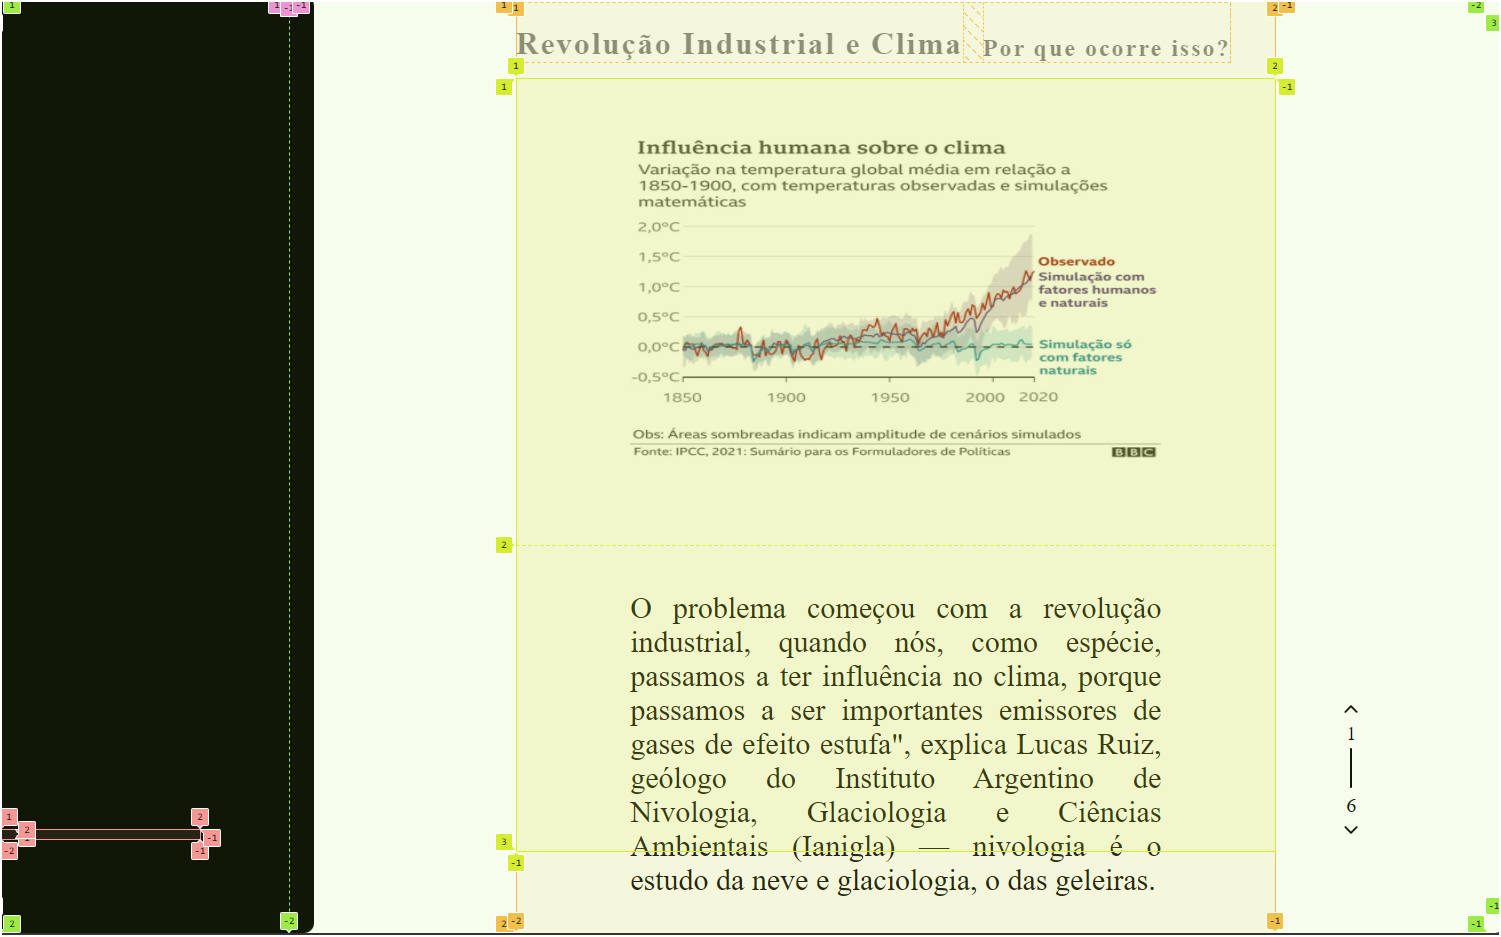 Revolução Industrial e Clima
Por que ocorre isso?
Influência humana sobre o clima
Variação na temperatura global média em relação a
1850-1900, com temperaturas observadas e simulações
matemáticas
2,0°C
1,5°C
1,0°C
0,5°C
0,0°C
-0,5°C
1850 1900 1950 2000 2020
Observado
Simulação com
fatores humanos
e naturais
Simulação só
com fatores
naturais
Obs: Áreas sombreadas indicam amplitude de cenários simulados
Fonte: IPCC, 2021: Sumário para os Formuladores de Políticas
BBC
O problema começou com a revolução
industrial, quando nós, como espécie,
passamos a ter influência no clima, porque
passamos a ser importantes emissores de
gases de efeito estufa", explica Lucas Ruiz,
geólogo do Instituto Argentino de
Nivologia, Glaciologia e Ciências
Ambientais (Ianigla) — nivologia é o
estudo da neve e glaciologia, o das geleiras.
1
6